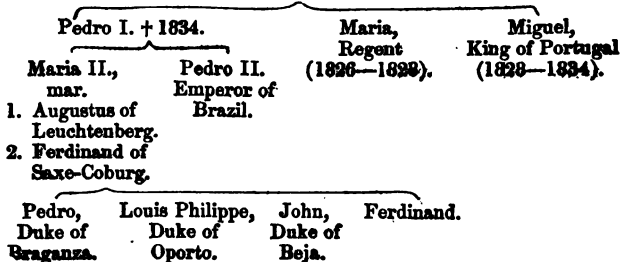 Pedro I. † 1834.
Maria,
Regent
(1826—1828).
Miguel,
King of Portugal
(1828—1834).
Maria II.,
mar.
1. Augustus of
Leuchtenberg.
2. Ferdinand of
Saxe-Coburg.
Pedro II.
Emperor of
Brazil.
Pedro,
Duke of
Braganza.
Louis Philippe,
Duke of
Oporto.
John,
Duke of
Beja.
Ferdinand.